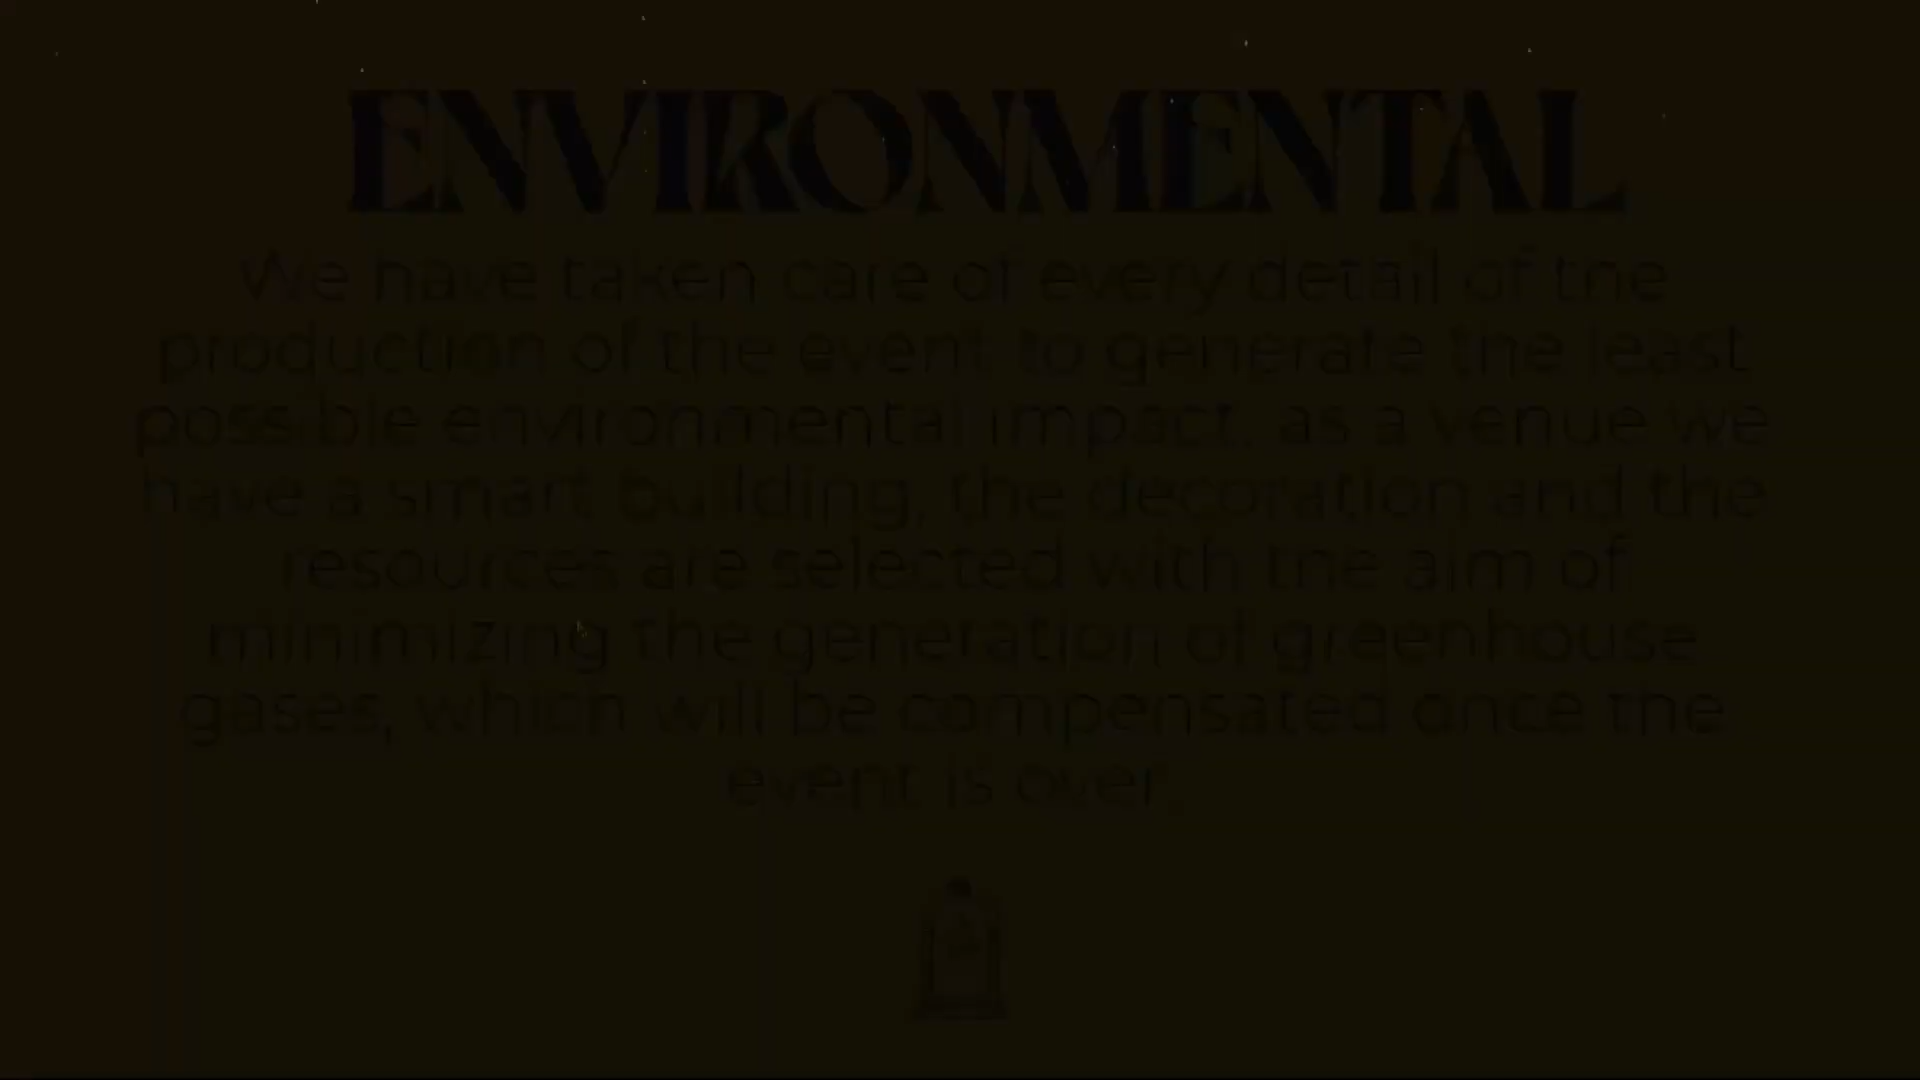 ENVIRONMENTAL
We have taken care of every detail of the
production of the event to generate the least
possible environmental impact, as a venue we
have a smart building, the decoration and the
resources are selected with the aim of
minimizing the generation of greenhouse
gases, which will be compensated once the
event is over.